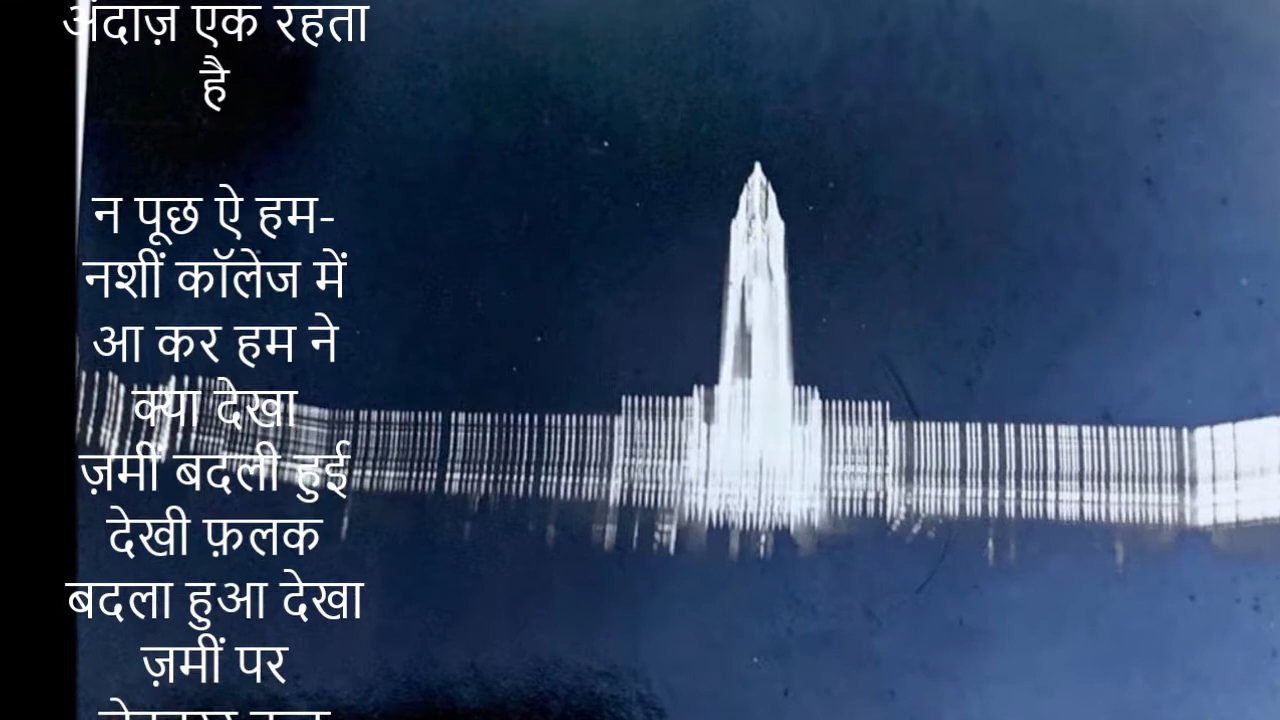 अंदाज़ एक रहता
है
न पूछ ऐ हम-
नशीं कॉलेज में
आ कर हम ने
क्या देखा
ज़मीं बदली हुई
देखी फ़लक
बदला हुआ देखा
ज़मीं पर